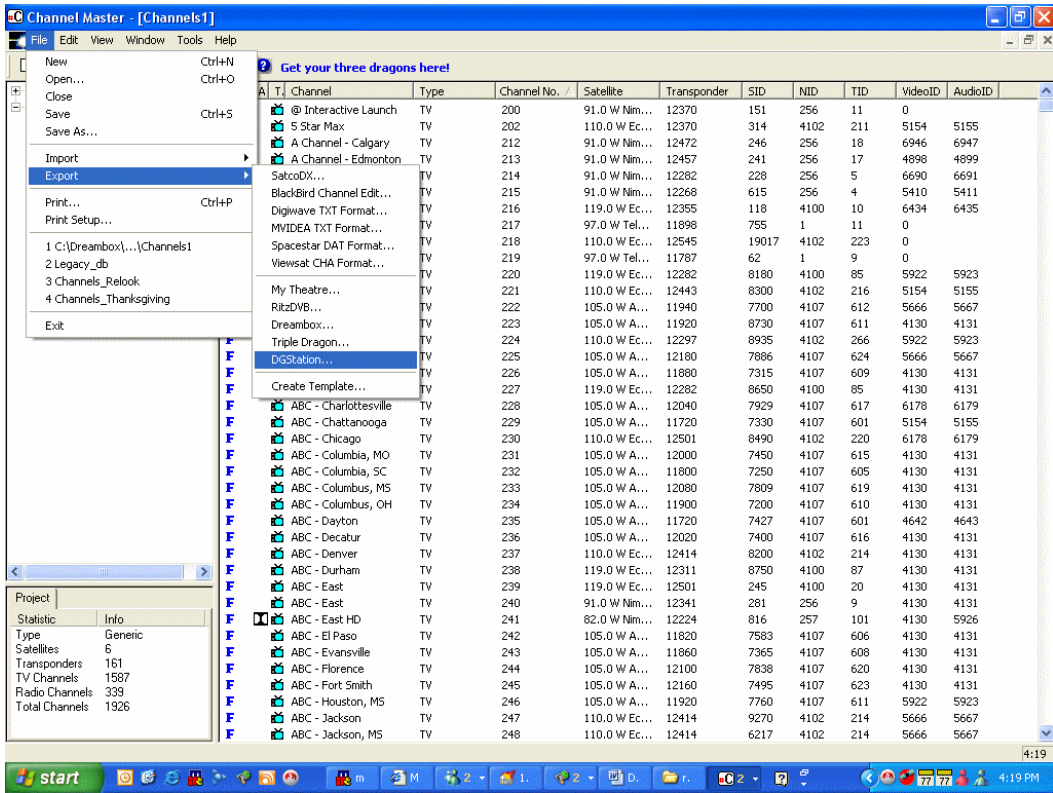 Channel Master - [Channels1]
File Edit View Window Tools Help
Get your three dragons here!
New Ctrl+N
Open... Ctrl+O
Close
Save Ctrl+S
Save As...
Import
Export
Print... Ctrl+P
Print Setup...
1 C:\Dreambox\...\Channels1
2 Legacy_db
3 Channels_Relook
4 Channels_Thanksgiving
Exit
SatcoDX...
BlackBird Channel Edit...
Digiwave TXT Format...
MVIDEA TXT Format...
Spacestar DAT Format...
Viewsat CHA Format...
My Theatre...
RitzDVB...
Dreambox...
Triple Dragon...
DGStation...
Create Template...
A T. Channel Type Channel No. Satellite Transponder SID NID TID VideoID AudioID
@ Interactive Launch TV 200 91.0 W Nim... 12370 151 256 11 0
5 Star Max TV 202 110.0 W Ec... 12370 314 4102 211 5154 5155
A Channel - Calgary TV 212 91.0 W Nim... 12472 246 256 18 6946 6947
A Channel - Edmonton TV 213 91.0 W Nim... 12457 241 256 17 4898 4899
TV 214 91.0 W Nim... 12282 228 256 5 6690 6691
TV 215 91.0 W Nim... 12268 615 256 4 5410 5411
TV 216 119.0 W Ec... 12355 118 4100 10 6434 6435
TV 217 97.0 W Tel... 11898 755 1 11 0
TV 218 110.0 W Ec... 12545 19017 4102 223 0
TV 219 97.0 W Tel... 11787 62 1 9 0
TV 220 119.0 W Ec... 12282 8180 4100 85 5922 5923
TV 221 110.0 W Ec... 12443 8300 4102 216 5154 5155
TV 222 105.0 W A... 11940 7700 4107 612 5666 5667
TV 223 105.0 W A... 11920 8730 4107 611 4130 4131
F TV 224 110.0 W Ec... 12297 8935 4102 266 5922 5923
F TV 225 105.0 W A... 12180 7886 4107 624 5666 5667
F TV 226 105.0 W A... 11880 7315 4107 609 4130 4131
F TV 227 119.0 W Ec... 12282 8650 4100 85 4130 4131
F ABC - Charlottesville TV 228 105.0 W A... 12040 7929 4107 617 6178 6179
F ABC - Chattanooga TV 229 105.0 W A... 11720 7330 4107 601 5154 5155
F ABC - Chicago TV 230 110.0 W Ec... 12501 8490 4102 220 6178 6179
F ABC - Columbia, MO TV 231 105.0 W A... 12000 7450 4107 615 4130 4131
F ABC - Columbia, SC TV 232 105.0 W A... 11800 7250 4107 605 4130 4131
F ABC - Columbus, MS TV 233 105.0 W A... 12080 7809 4107 619 4130 4131
F ABC - Columbus, OH TV 234 105.0 W A... 11900 7200 4107 610 4130 4131
F ABC - Dayton TV 235 105.0 W A... 11720 7427 4107 601 4642 4643
F ABC - Decatur TV 236 105.0 W A... 12020 7400 4107 616 4130 4131
F ABC - Denver TV 237 110.0 W Ec... 12414 8200 4102 214 4130 4131
F ABC - Durham TV 238 119.0 W Ec... 12311 8750 4100 87 4130 4131
F ABC - East TV 239 119.0 W Ec... 12501 245 4100 20 4130 4131
F ABC - East TV 240 91.0 W Nim... 12341 281 256 9 4130 4131
F ABC - East HD TV 241 82.0 W Nim... 12224 816 257 101 4130 5926
F ABC - El Paso TV 242 105.0 W A... 11820 7583 4107 606 4130 4131
F ABC - Evansville TV 243 105.0 W A... 11860 7365 4107 608 4130 4131
F ABC - Florence TV 244 105.0 W A... 12100 7838 4107 620 4130 4131
F ABC - Fort Smith TV 245 105.0 W A... 12160 7495 4107 623 4130 4131
F ABC - Houston, MS TV 246 105.0 W A... 11920 7760 4107 611 5922 5923
F ABC - Jackson TV 247 110.0 W Ec... 12414 9270 4102 214 5666 5667
F ABC - Jackson, MS TV 248 110.0 W Ec... 12414 6217 4102 214 5666 5667
Project
Statistic Info
Type Generic
Satellites 6
Transponders 161
TV Channels 1587
Radio Channels 339
Total Channels 1926
4:19
start m M 2 1. 2 D. r. 2 77 77 4:19 PM